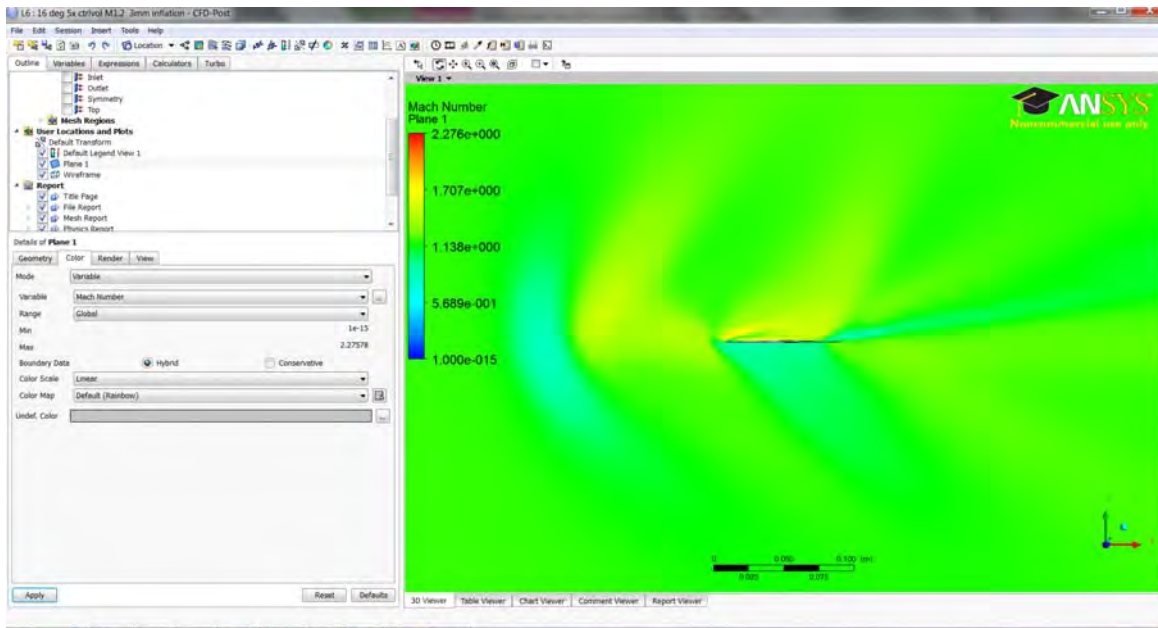 L6 : 16 deg 5x ctrlvol M1.2 3mm inflation - CFD-Post
File Edit Session Insert Tools Help
Location
Outline Variables Expressions Calculators Turbo
Inlet
Outlet
Symmetry
Top
Mesh Regions
User Locations and Plots
Default Transform
Default Legend View 1
Plane 1
Wireframe
Report
Title Page
File Report
Mesh Report
Physics Report
Details of Plane 1
Geometry Color Render View
Mode Variable
Variable Mach Number
Range Global
Min 1e-15
Max 2.27578
Boundary Data Hybrid Conservative
Color Scale Linear
Color Map Default (Rainbow)
Undef. Color
Apply Reset Defaults
View 1
Mach Number
Plane 1
2.276e+000
1.707e+000
1.138e+000
5.689e-001
1.000e-015
ANSYS
Noncommercial use only
0 0.050 0.100 (m)
0.025 0.075
3D Viewer Table Viewer Chart Viewer Comment Viewer Report Viewer